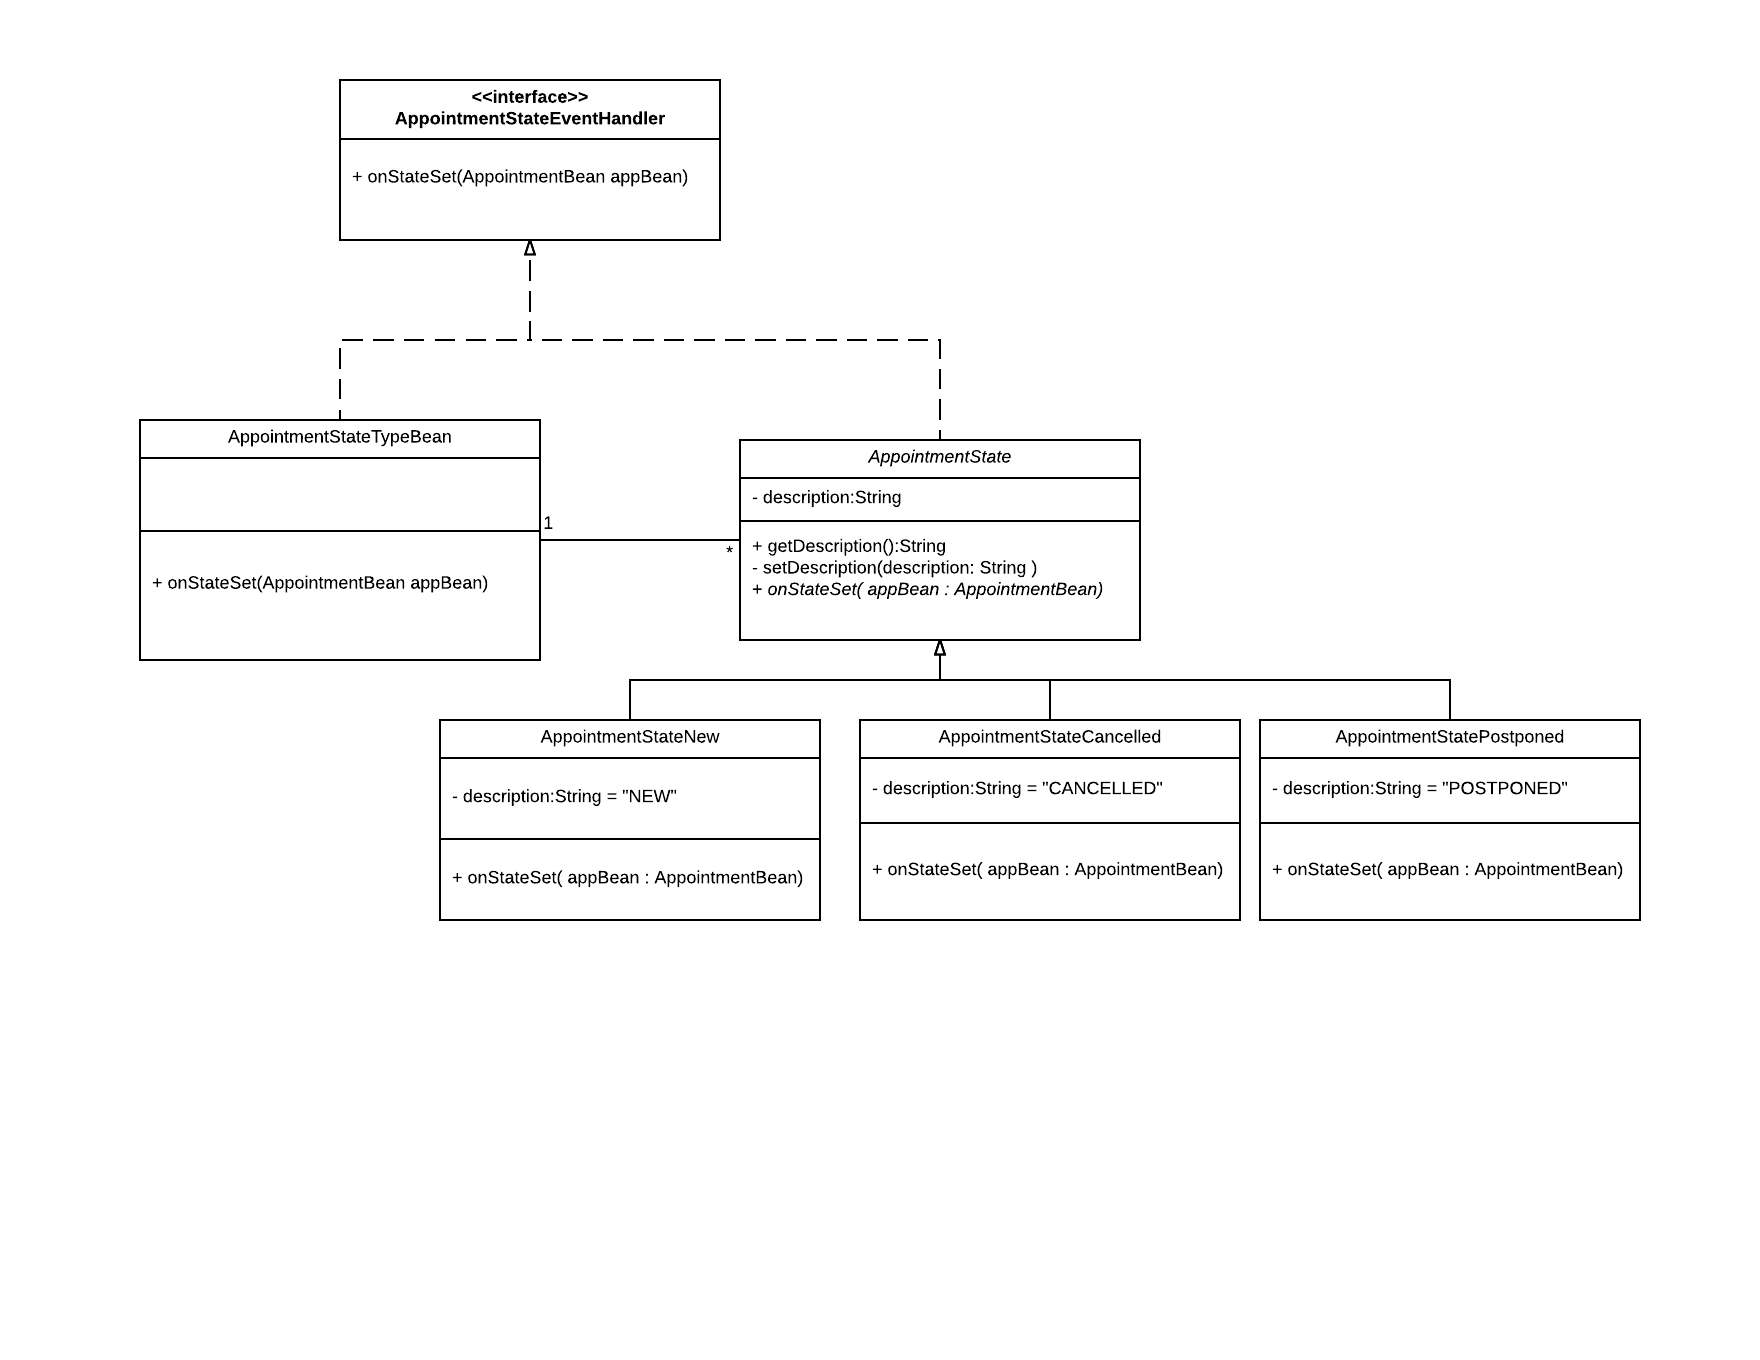 <<interface>>
AppointmentStateEventHandler
+ onStateSet(AppointmentBean appBean)
AppointmentStateTypeBean
+ onStateSet(AppointmentBean appBean)
1
*
AppointmentState
- description:String
+ getDescription():String
- setDescription(description: String )
+ onStateSet( appBean : AppointmentBean)
AppointmentStateNew
- description:String = "NEW"
+ onStateSet( appBean : AppointmentBean)
AppointmentStateCancelled
- description:String = "CANCELLED"
+ onStateSet( appBean : AppointmentBean)
AppointmentStatePostponed
- description:String = "POSTPONED"
+ onStateSet( appBean : AppointmentBean)